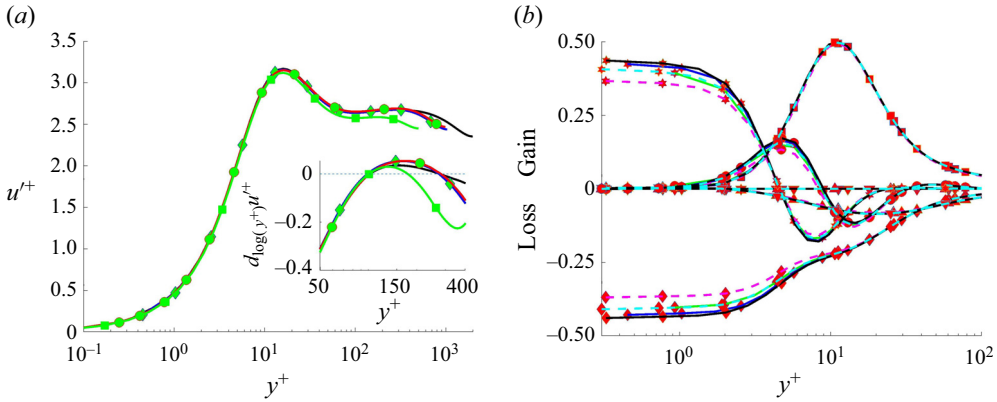 (a)
3.5
3.0
2.5
2.0
1.5
1.0
0.5
0
u′+
10−1 100 101 102 103
y+
0
−0.2
−0.4
dlog(y+)u′+
50 150 400
y+
(b)
0.50
0.25
0
−0.25
−0.50
Gain
Loss
100 101 102
y+